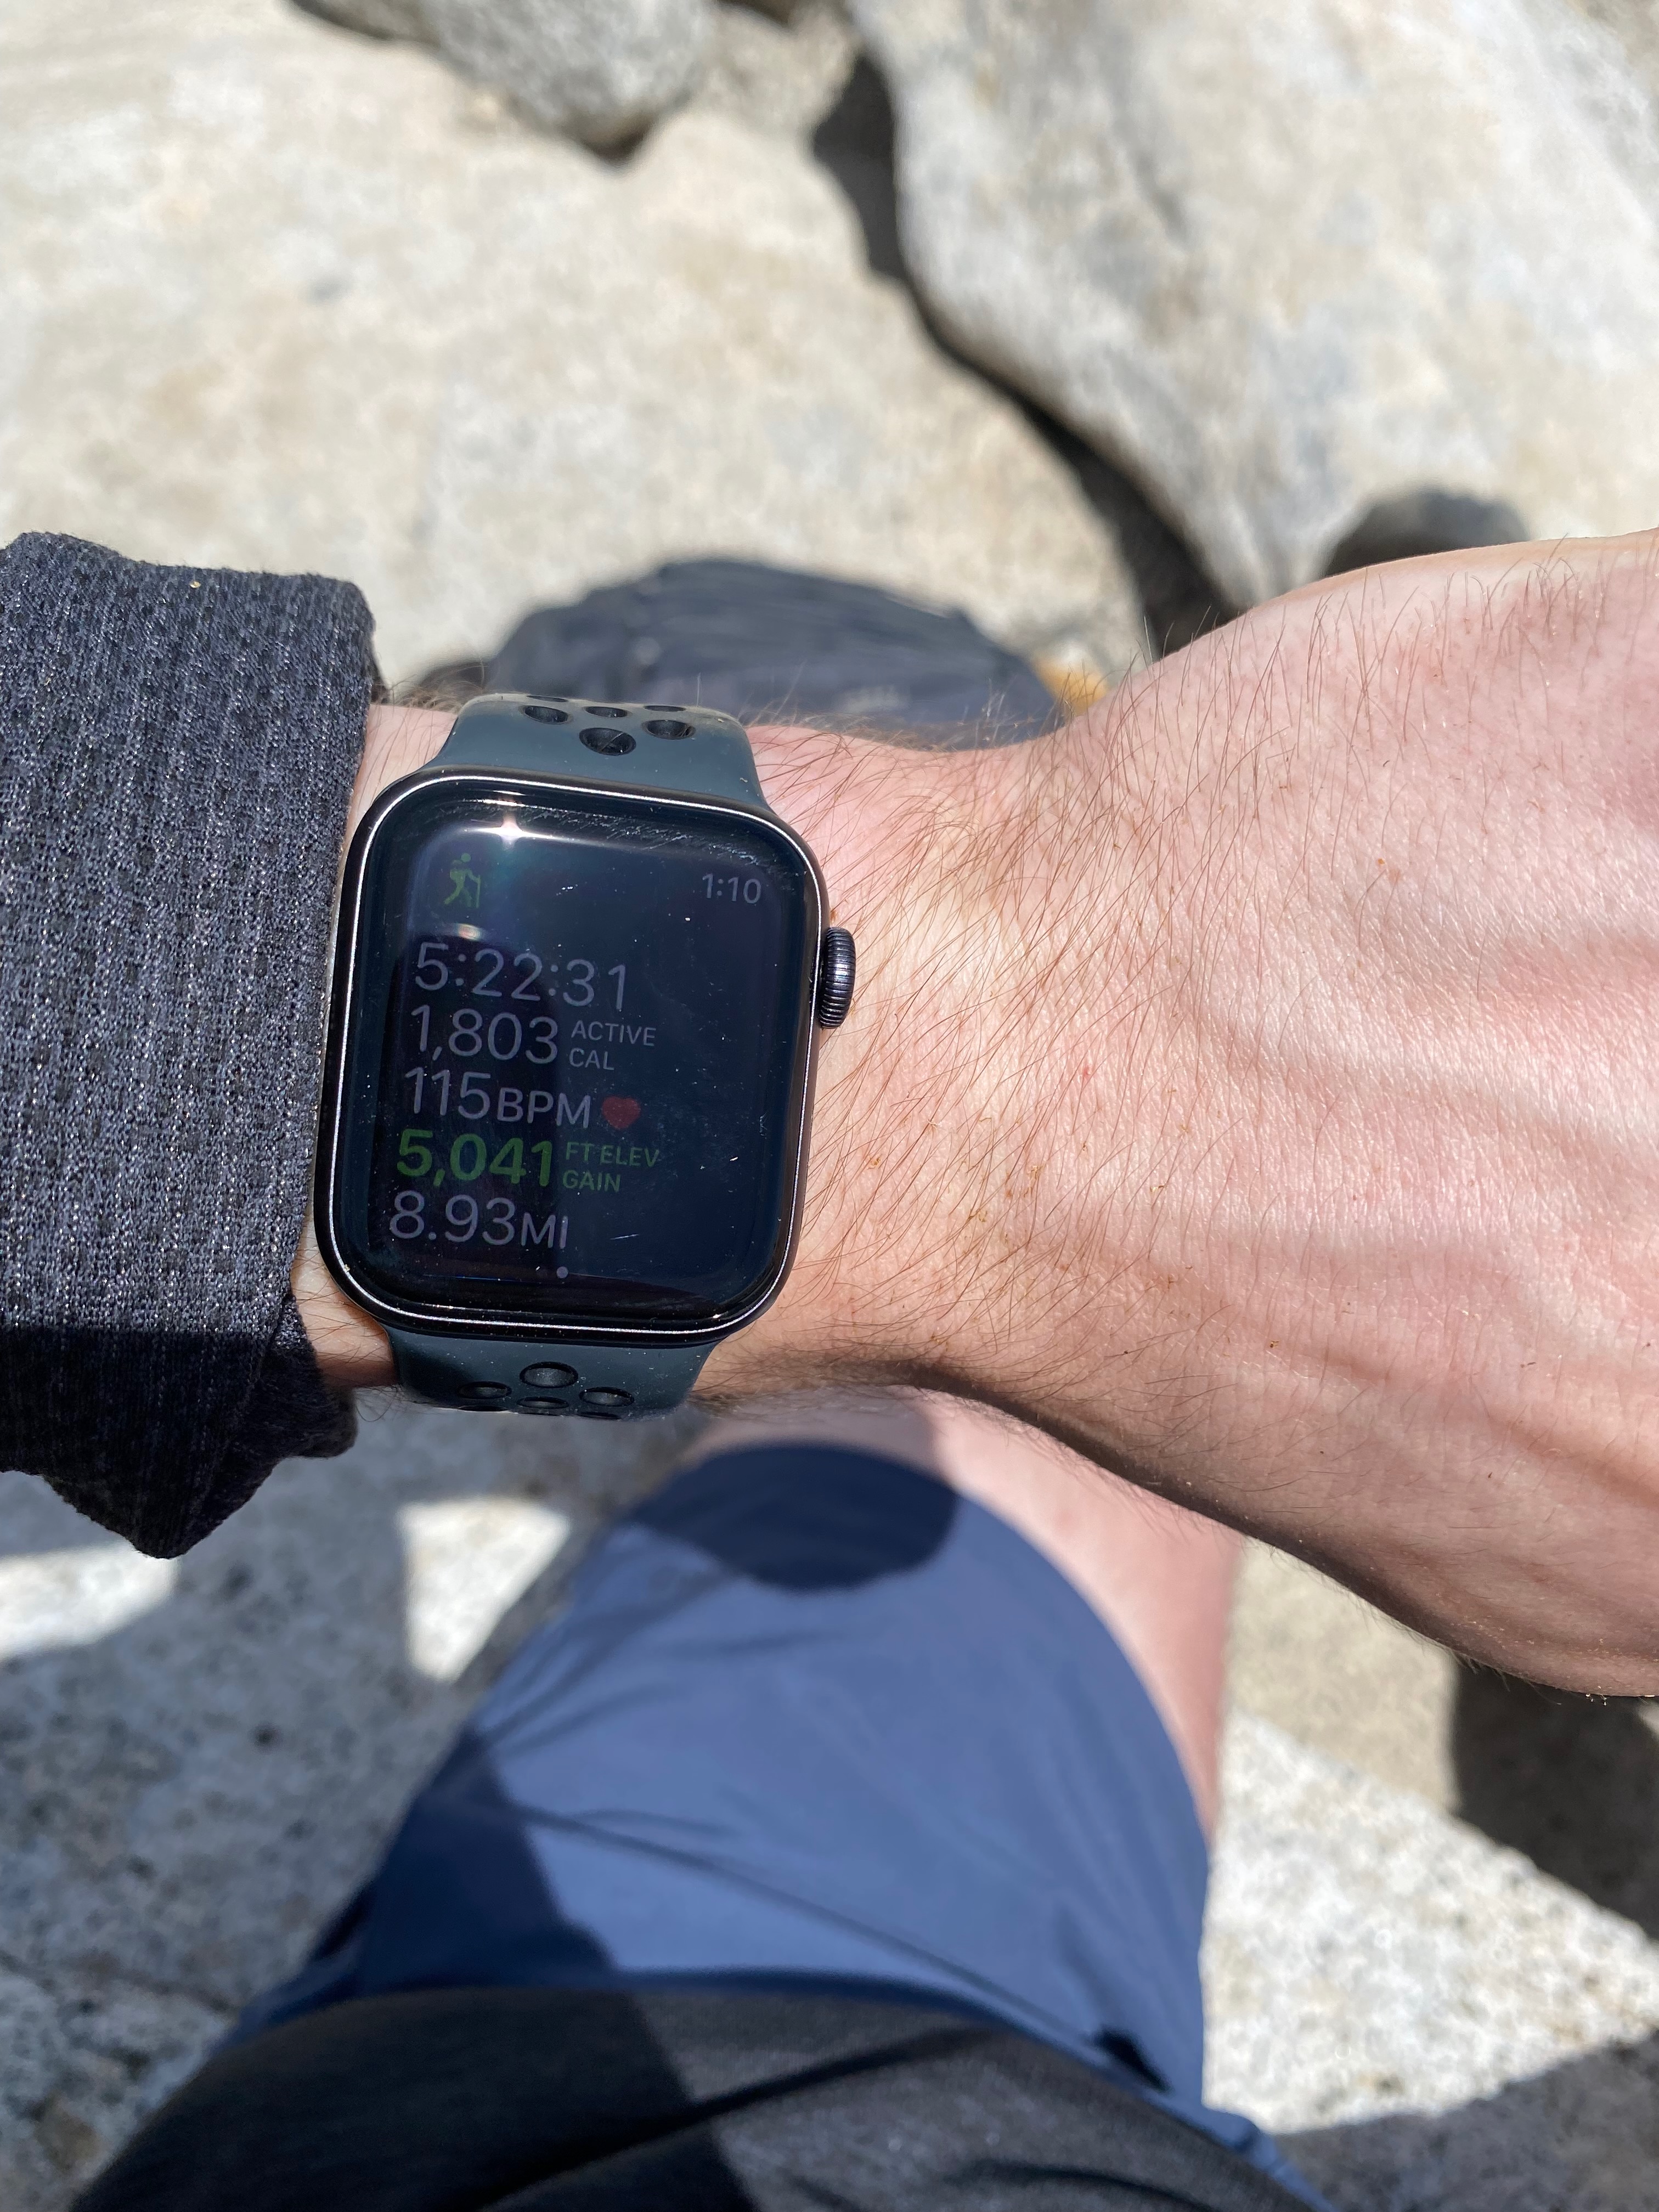 1:10
5:22:31
1,803 ACTIVE CAL
115BPM
5,041 FT ELEV GAIN
8.93MI